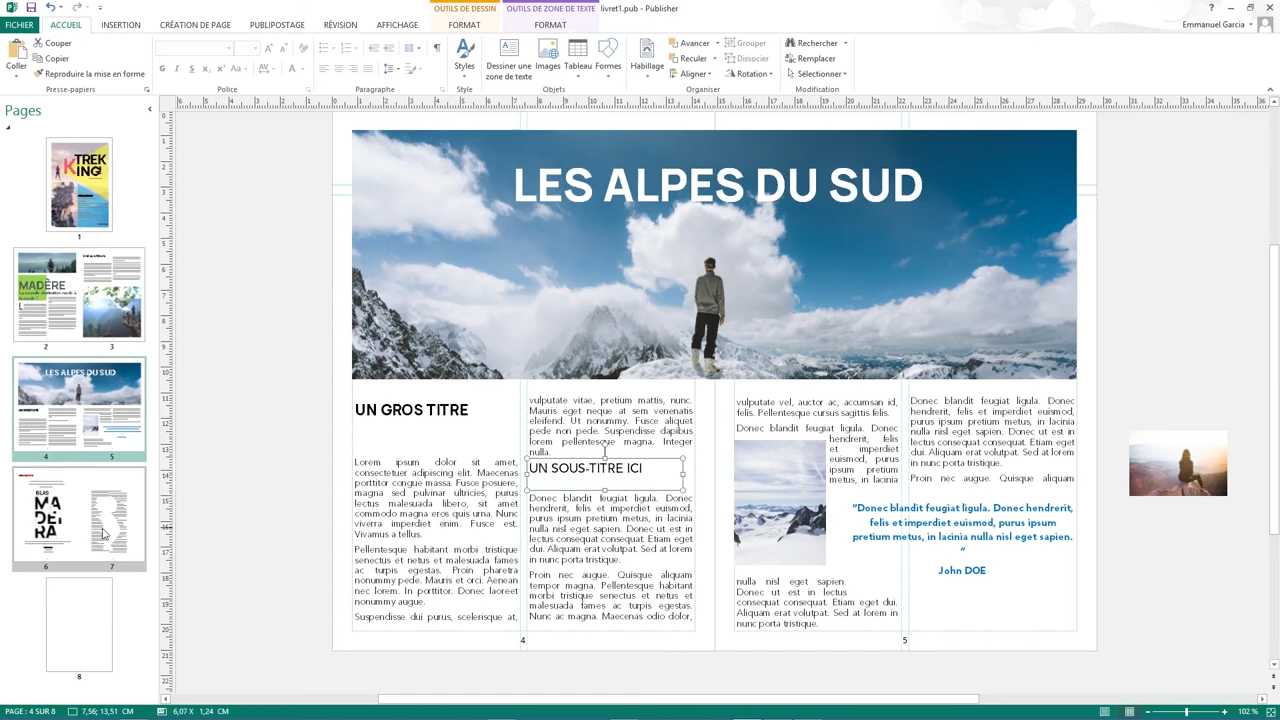 OUTILS DE DESSIN
OUTILS DE ZONE DE TEXTE
livret1.pub - Publisher
FICHIER
ACCUEIL
INSERTION
CRÉATION DE PAGE
PUBLIPOSTAGE
RÉVISION
AFFICHAGE
FORMAT
FORMAT
Emmanuel Garcia
Coller
Couper
Copier
Reproduire la mise en forme
Presse-papiers
G I S
Police
Paragraphe
Styles
Style
Dessiner une
zone de texte
Images
Tableau
Formes
Objets
Habillage
Avancer
Reculer
Aligner
Grouper
Dissocier
Rotation
Organiser
Rechercher
Remplacer
Sélectionner
Modification
Pages
TREK
KING
1
MADÈRE
2
3
LES ALPES DU SUD
4
5
ISLAS
MA
DEI
RA
6
7
8
LES ALPES DU SUD
UN GROS TITRE
Lorem ipsum dolor sit amet,
consectetuer adipiscing elit. Maecenas
porttitor congue massa. Fusce posuere,
magna sed pulvinar ultricies, purus
lectus malesuada libero, sit amet
commodo magna eros quis urna. Nunc
viverra imperdiet enim. Fusce est.
Vivamus a tellus.
Pellentesque habitant morbi tristique
senectus et netus et malesuada fames
ac turpis egestas. Proin pharetra
nonummy pede. Mauris et orci. Aenean
nec lorem. In porttitor. Donec laoreet
nonummy augue.
Suspendisse dui purus, scelerisque at,
vulputate vitae, pretium mattis, nunc.
Mauris eget neque at sem venenatis
eleifend. Ut nonummy. Fusce aliquet
pede non pede. Suspendisse dapibus
lorem pellentesque magna. Integer
nulla.
UN SOUS-TITRE ICI
Donec blandit feugiat ligula. Donec
hendrerit, felis et imperdiet euismod,
purus ipsum pretium metus, in lacinia
nulla nisl eget sapien. Donec ut est in
lectus consequat consequat. Etiam eget
dui. Aliquam erat volutpat. Sed at lorem
in nunc porta tristique.
Proin nec augue. Quisque aliquam
tempor magna. Pellentesque habitant
morbi tristique senectus et netus et
malesuada fames ac turpis egestas.
Nunc ac magna. Maecenas odio dolor,
4
vulputate vel, auctor ac, accumsan id,
felis. Pellentesque cursus sagittis felis.
Donec blandit feugiat ligula. Donec
hendrerit, felis
et imperdiet
euismod, purus
ipsum pretium
metus, in lacinia
nulla nisl eget sapien.
Donec ut est in lectus
consequat consequat. Etiam eget dui.
Aliquam erat volutpat. Sed at lorem in
nunc porta tristique.
Donec blandit feugiat ligula. Donec
hendrerit, felis et imperdiet euismod,
purus ipsum pretium metus, in lacinia
nulla nisl eget sapien. Donec ut est in
lectus consequat consequat. Etiam eget
dui. Aliquam erat volutpat. Sed at lorem
in nunc porta tristique.
Proin nec augue. Quisque aliquam
"Donec blandit feugiat ligula. Donec hendrerit,
felis et imperdiet euismod, purus ipsum
pretium metus, in lacinia nulla nisl eget sapien.
"
John DOE
5
PAGE : 4 SUR 8
7,56; 13,51 CM
6,07 X 1,24 CM
102 %